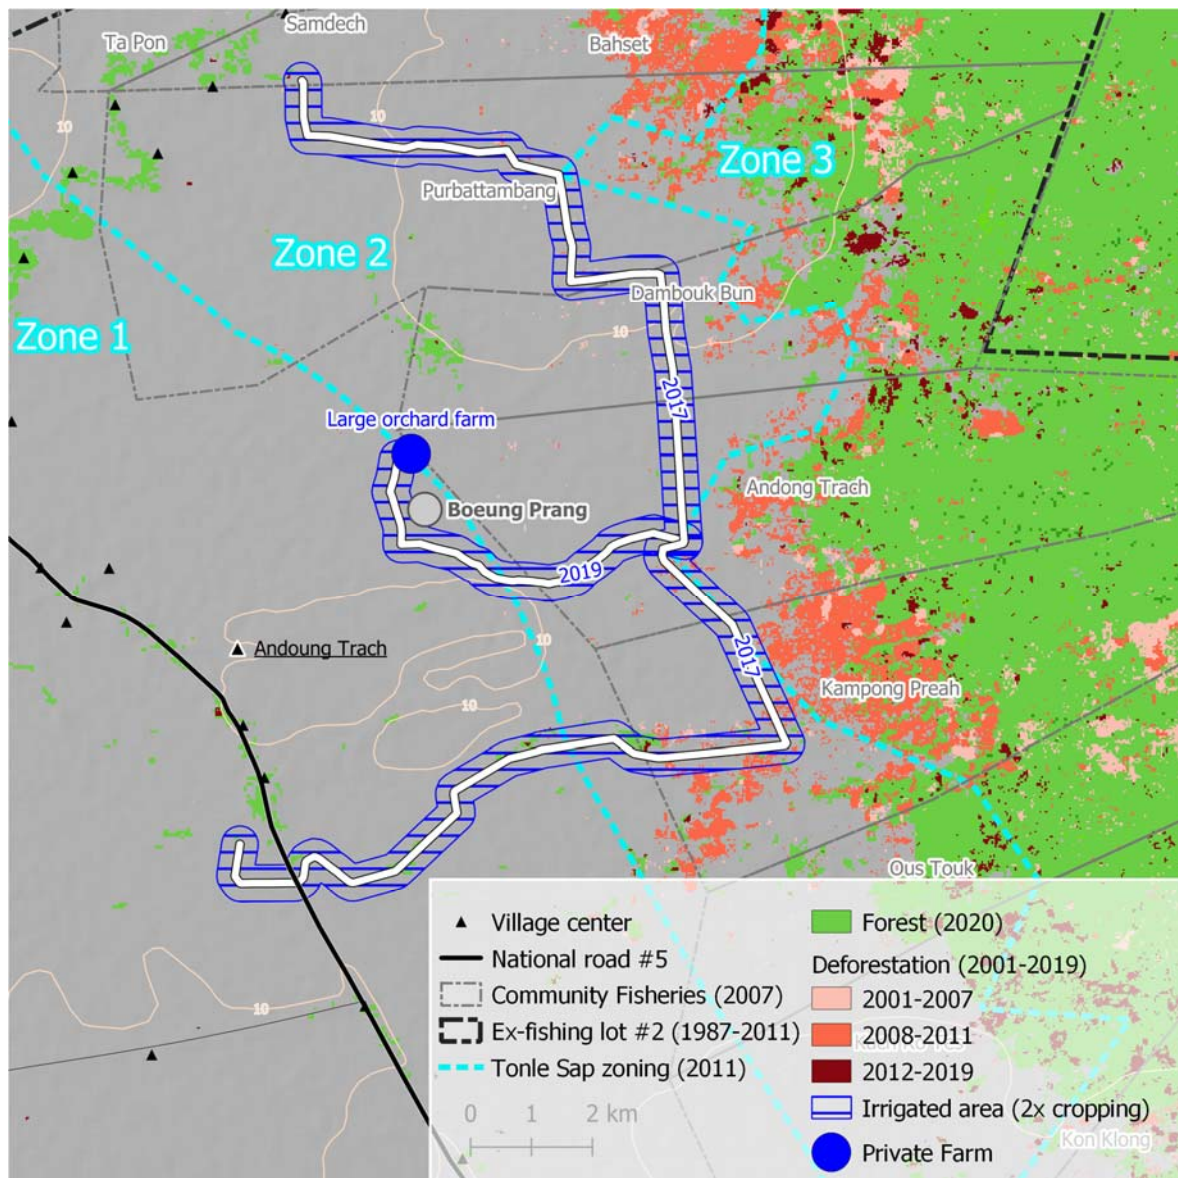 Samdech
Ta Pon
Bahset
10
10
Zone 3
Purbattambang
Zone 2
Dambouk Bun
Zone 1
10
2017
Large orchard farm
Andong Trach
Boeung Prang
2019
10
Andoung Trach
2017
Kampong Preah
10
Ous Touk
Village center
National road #5
Community Fisheries (2007)
Ex-fishing lot #2 (1987-2011)
Tonle Sap zoning (2011)
0 1 2 km
10
Forest (2020)
Deforestation (2001-2019)
2001-2007
2008-2011
2012-2019
Irrigated area (2x cropping)
Private Farm
Kon Klong